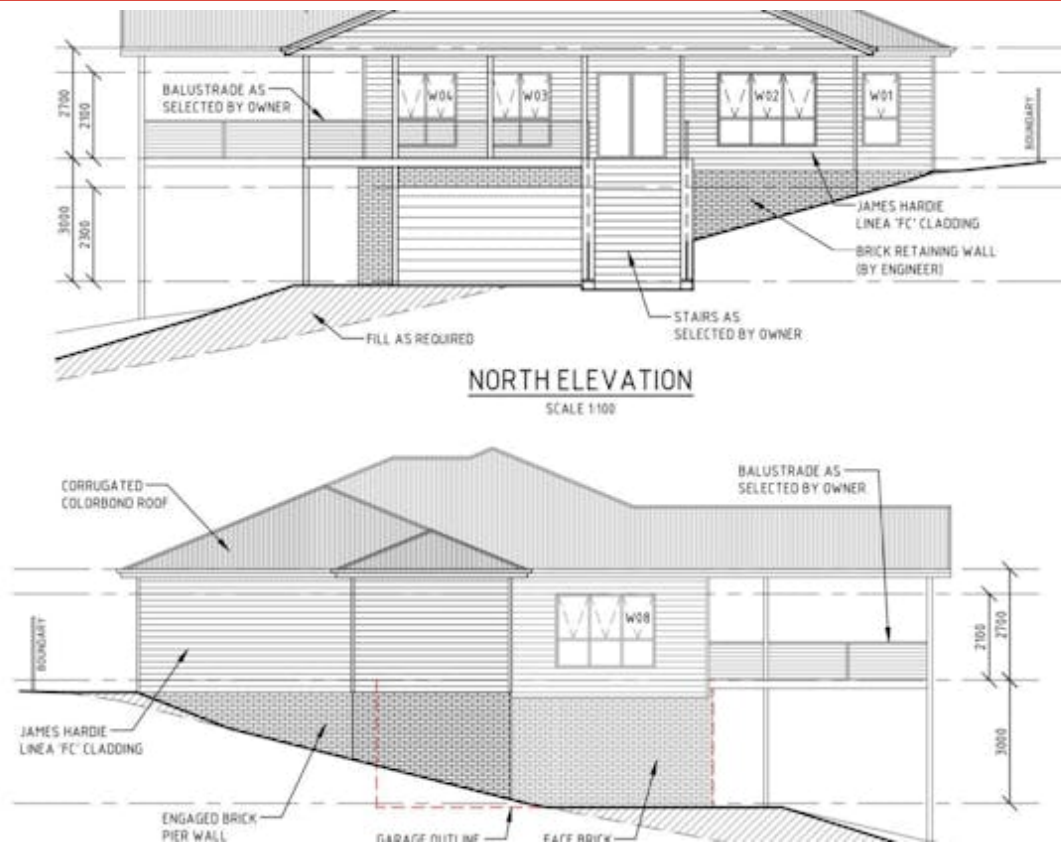 2700
2100
BALUSTRADE AS
SELECTED BY OWNER
W04
W03
W02
W01
BOUNDARY
3000
2300
JAMES HARDIE
LINEA 'FC' CLADDING
BRICK RETAINING WALL
(BY ENGINEER)
STAIRS AS
SELECTED BY OWNER
FILL AS REQUIRED
NORTH ELEVATION
SCALE 1:100
CORRUGATED
COLORBOND ROOF
BALUSTRADE AS
SELECTED BY OWNER
W08
BOUNDARY
2100
2700
JAMES HARDIE
LINEA 'FC' CLADDING
3000
ENGAGED BRICK
PIER WALL
GARAGE OUTLINE
FACE BRICK